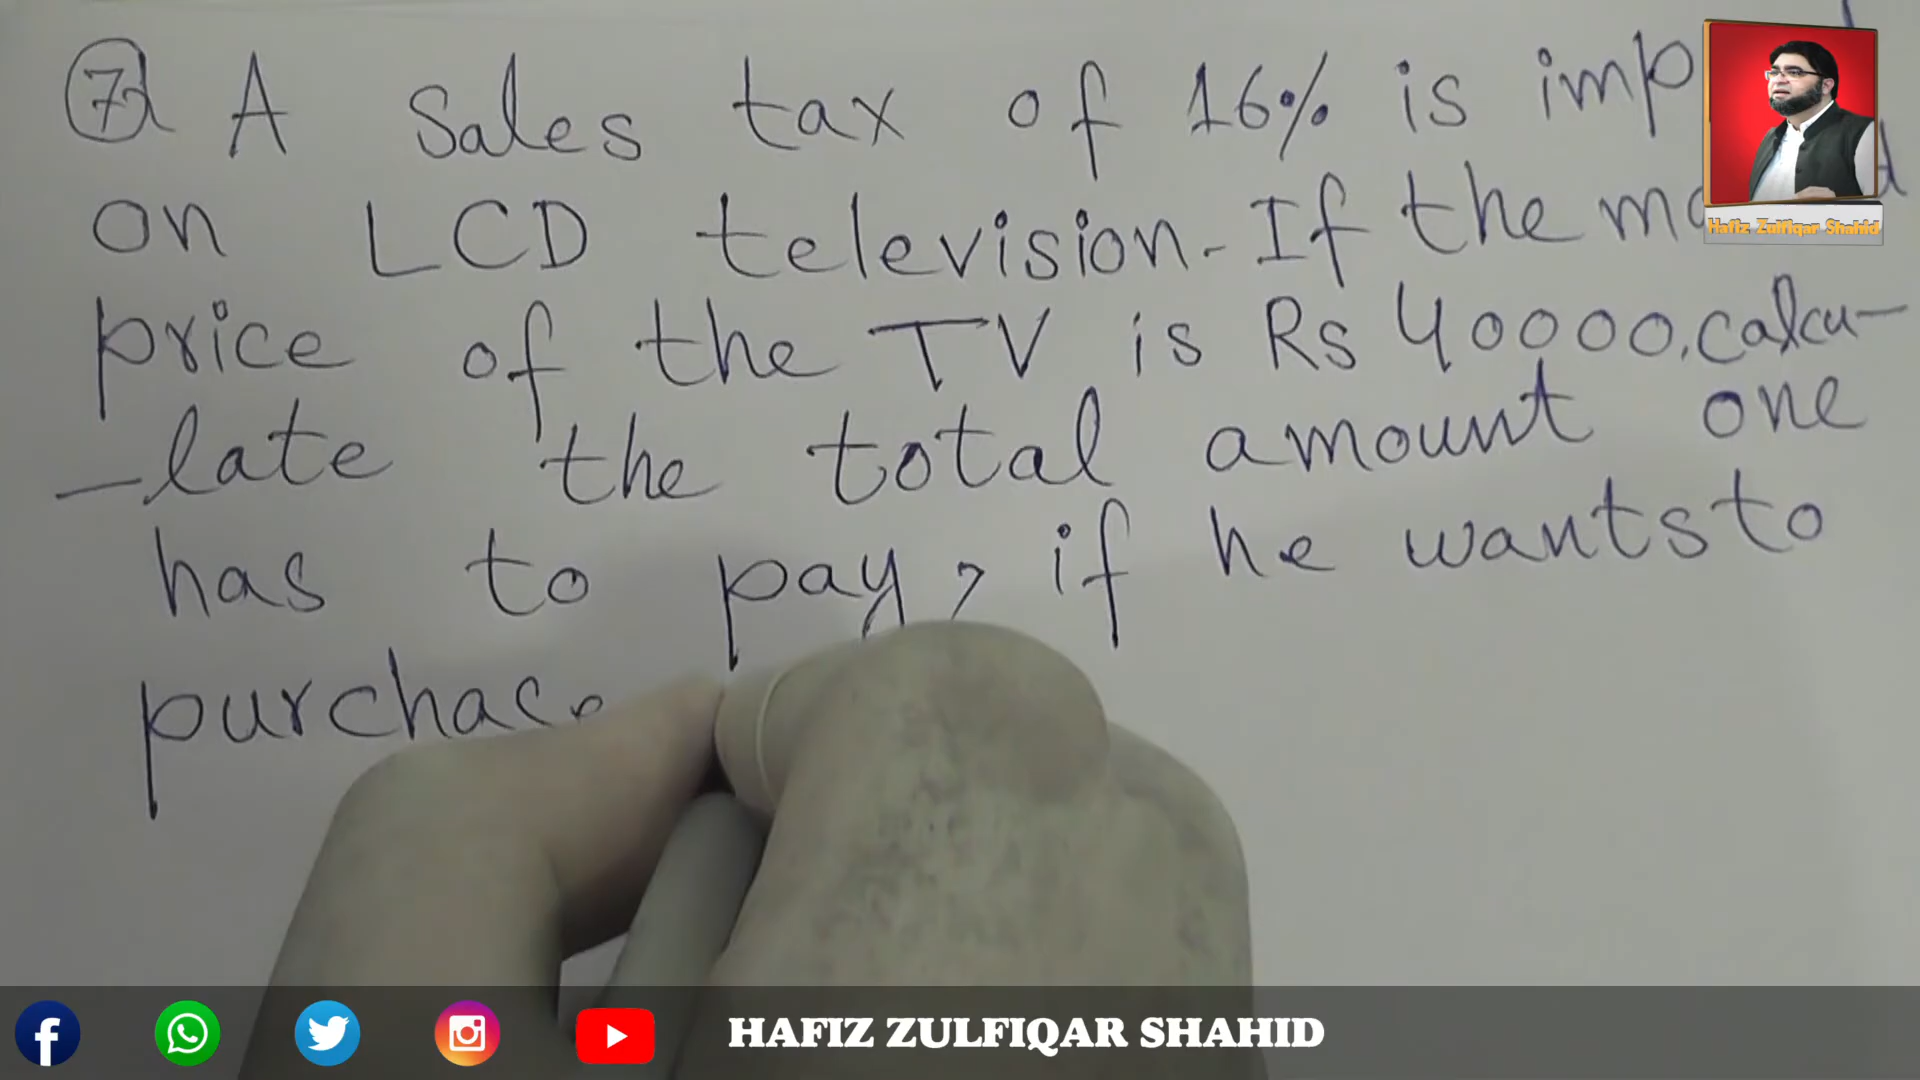 7 A Sales tax of 16% is imp
on LCD television. If the
price of the TV is Rs 40000. calcu-
-late the total amount one
has to pay, if he wants to
purchase
Hafiz Zulfiqar Shahid
HAFIZ ZULFIQAR SHAHID